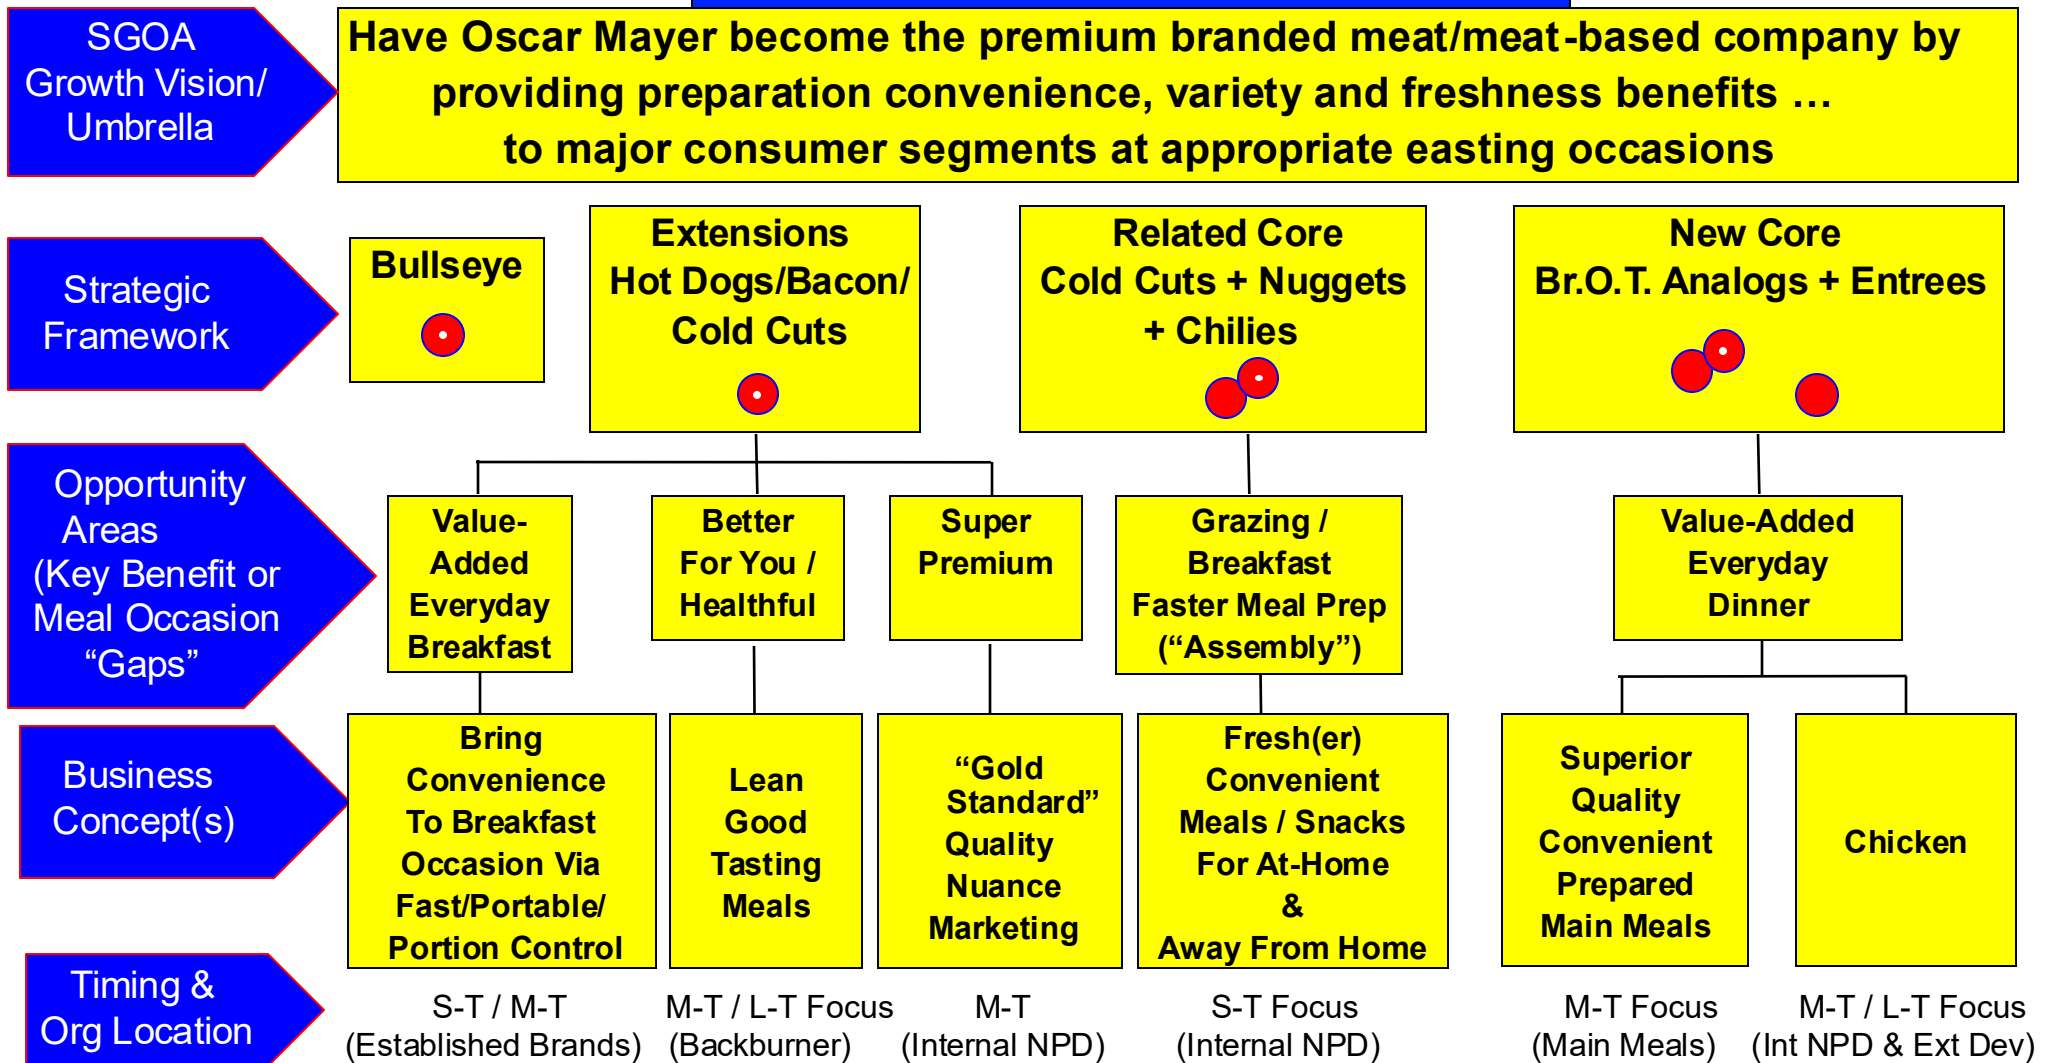 SGOA
Growth Vision/
Umbrella
Have Oscar Mayer become the premium branded meat/meat-based company by
providing preparation convenience, variety and freshness benefits …
to major consumer segments at appropriate easting occasions
Strategic
Framework
Bullseye
Extensions
Hot Dogs/Bacon/
Cold Cuts
Related Core
Cold Cuts + Nuggets
+ Chilies
New Core
Br.O.T. Analogs + Entrees
Opportunity
Areas
(Key Benefit or
Meal Occasion
“Gaps”
Value-
Added
Everyday
Breakfast
Better
For You /
Healthful
Super
Premium
Grazing /
Breakfast
Faster Meal Prep
(“Assembly”)
Value-Added
Everyday
Dinner
Business
Concept(s)
Bring
Convenience
To Breakfast
Occasion Via
Fast/Portable/
Portion Control
Lean
Good
Tasting
Meals
“Gold
Standard”
Quality
Nuance
Marketing
Fresh(er)
Convenient
Meals / Snacks
For At-Home
&
Away From Home
Superior
Quality
Convenient
Prepared
Main Meals
Chicken
Timing &
Org Location
S-T / M-T
(Established Brands)
M-T / L-T Focus
(Backburner)
M-T
(Internal NPD)
S-T Focus
(Internal NPD)
M-T Focus
(Main Meals)
M-T / L-T Focus
(Int NPD & Ext Dev)